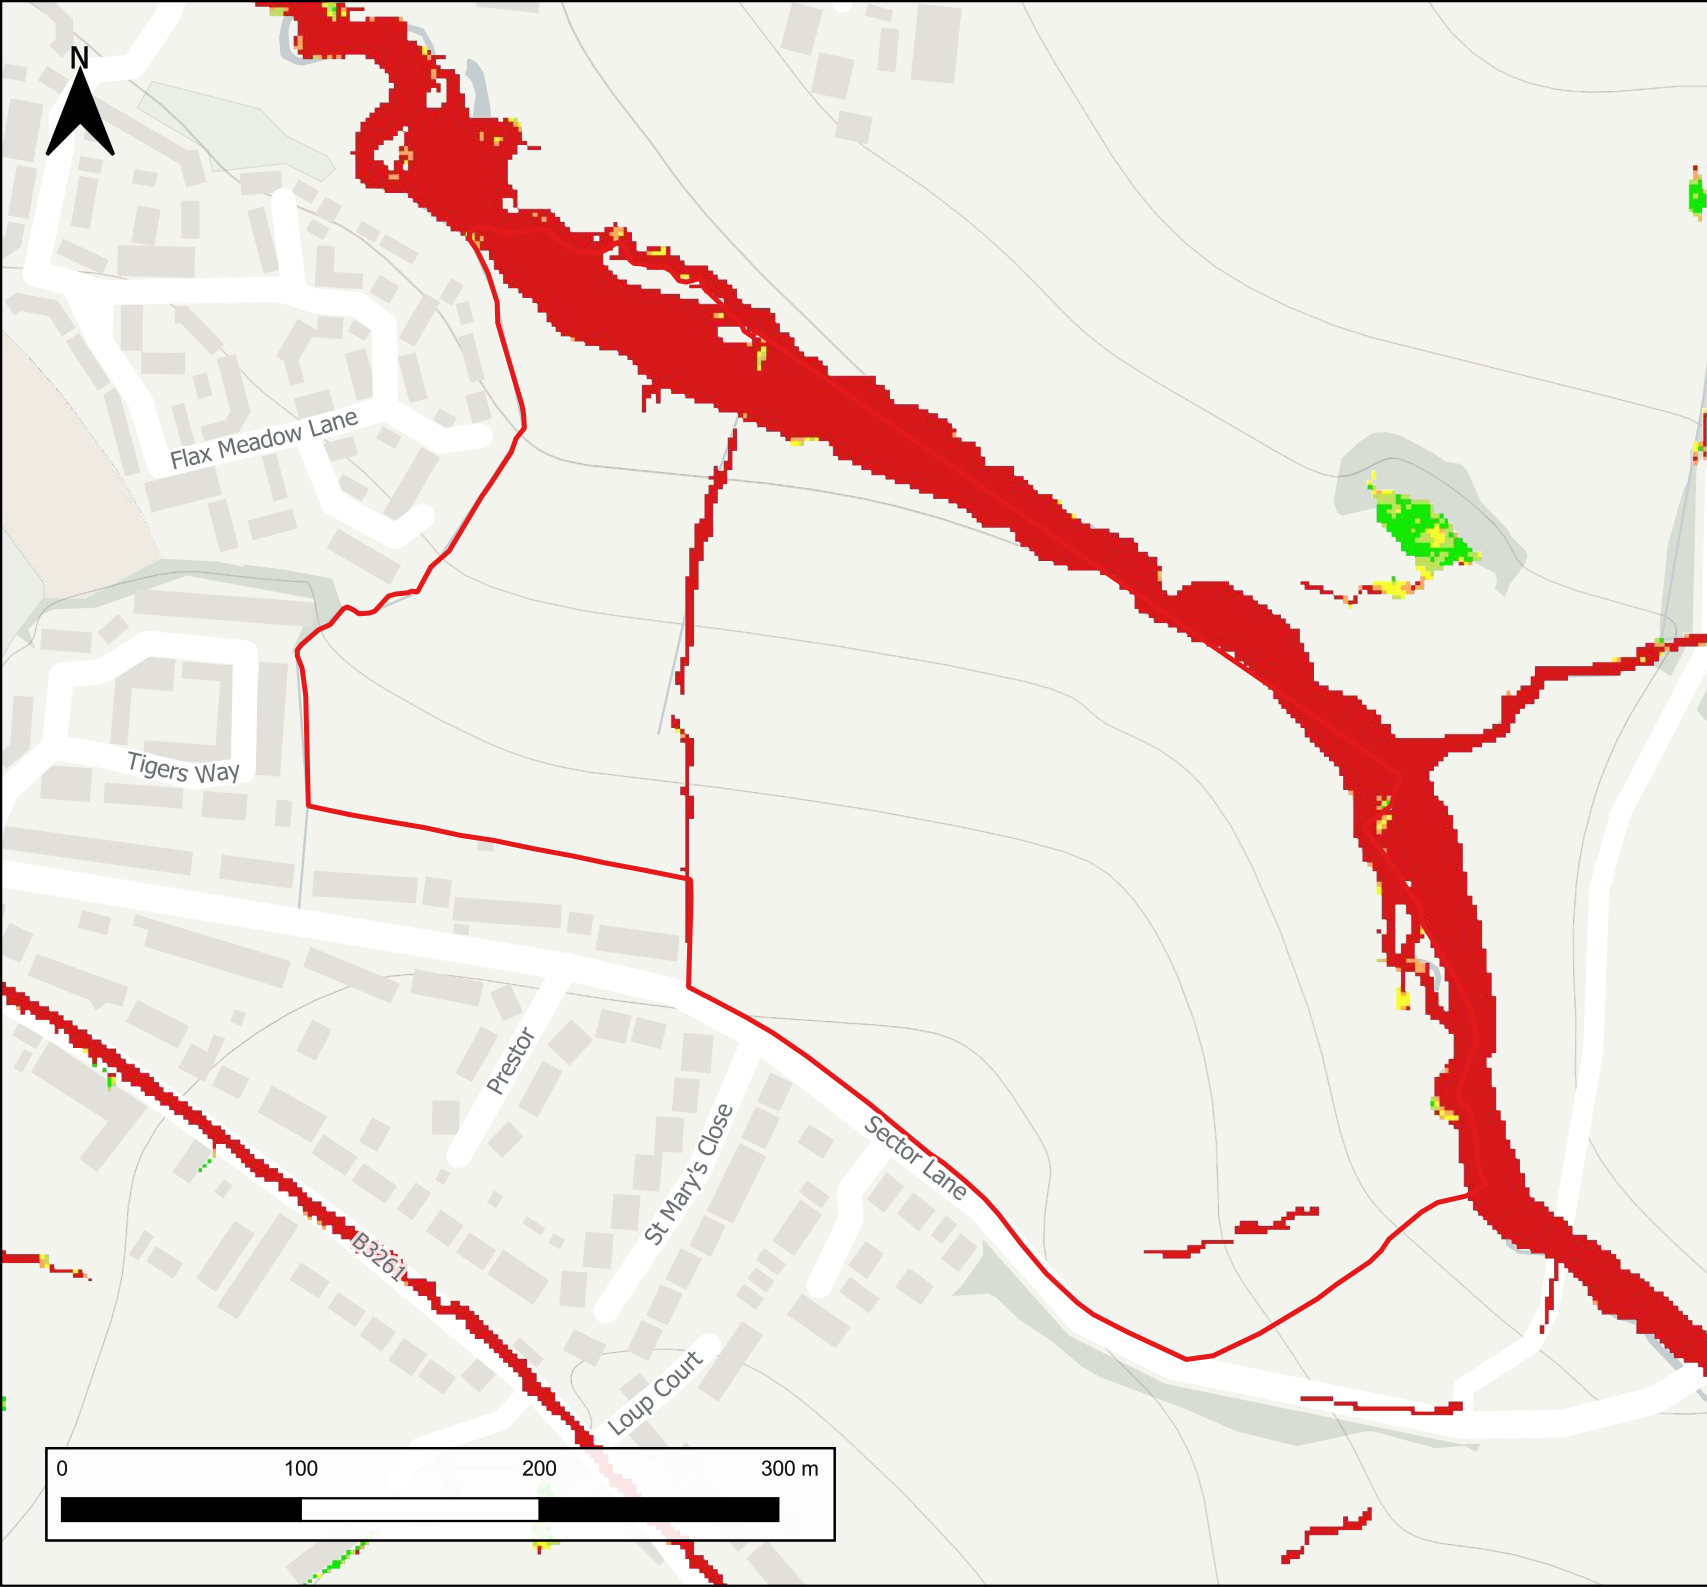 N
Flax Meadow Lane
Tigers Way
Prestor
St Mary's Close
Sector Lane
B3261
Loup Court
0 100 200 300 m